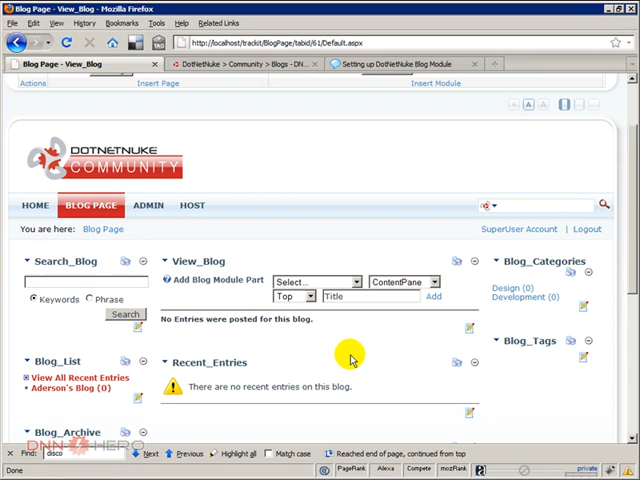 Blog Page - View_Blog - Mozilla Firefox
File Edit View History Bookmarks Tools Related Links
http://localhost/trackit/BlogPage/tabid/61/Default.aspx
Blog Page - View_Blog
DotNetNuke > Community > Blogs - DN...
Setting up DotNetNuke Blog Module
Actions Insert Page Insert Module
A A A
DOTNETNUKE
COMMUNITY
HOME BLOG PAGE ADMIN HOST
You are here: Blog Page SuperUser Account | Logout
Search_Blog
Keywords Phrase
Search
Blog_List
View All Recent Entries
Aderson's Blog (0)
Blog_Archive
View_Blog
Add Blog Module Part Select... ContentPane
Top Title Add
No Entries were posted for this blog.
Recent_Entries
There are no recent entries on this blog.
Blog_Categories
Design (0)
Development (0)
Blog_Tags
DNN HERO
Find: disco Next Previous Highlight all Match case Reached end of page, continued from top
Done PageRank Alexa Compete mozRank private